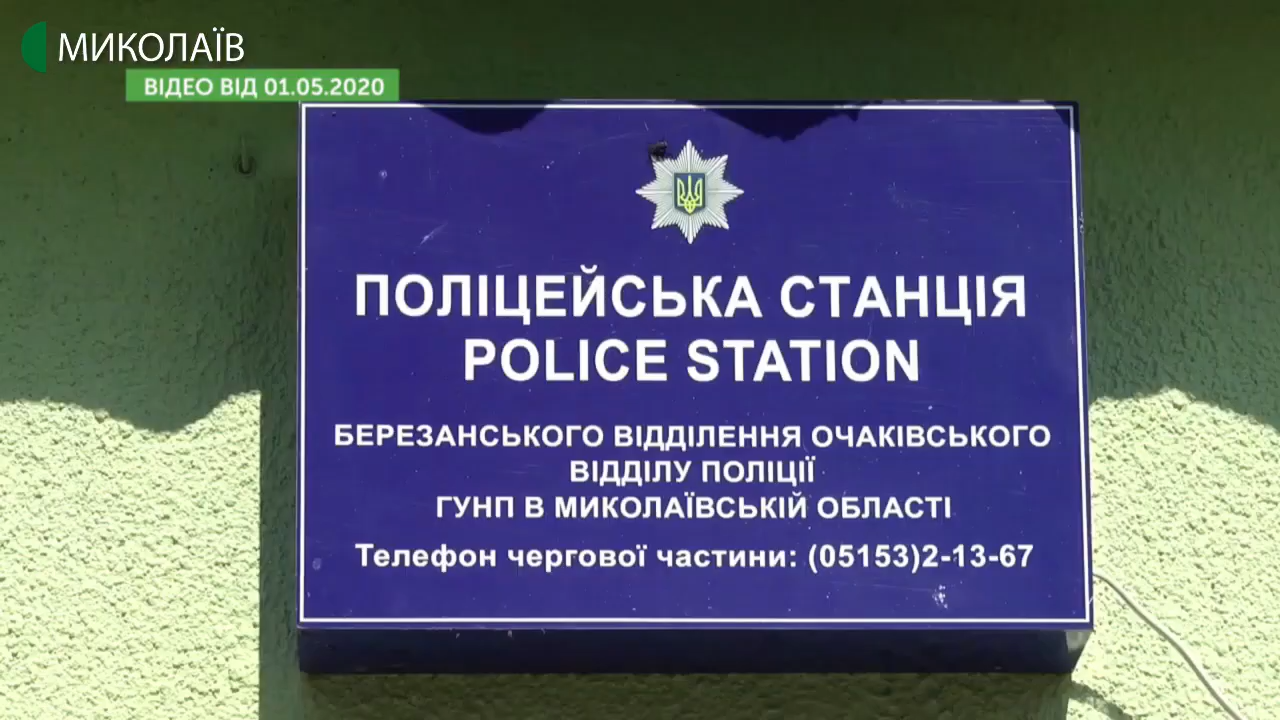 МИКОЛАЇВ
ВІДЕО ВІД 01.05.2020
ПОЛІЦЕЙСЬКА СТАНЦІЯ
POLICE STATION
БЕРЕЗАНСЬКОГО ВІДДІЛЕННЯ ОЧАКІВСЬКОГО
ВІДДІЛУ ПОЛІЦІЇ
ГУНП В МИКОЛАЇВСЬКІЙ ОБЛАСТІ
Телефон чергової частини: (05153)2-13-67